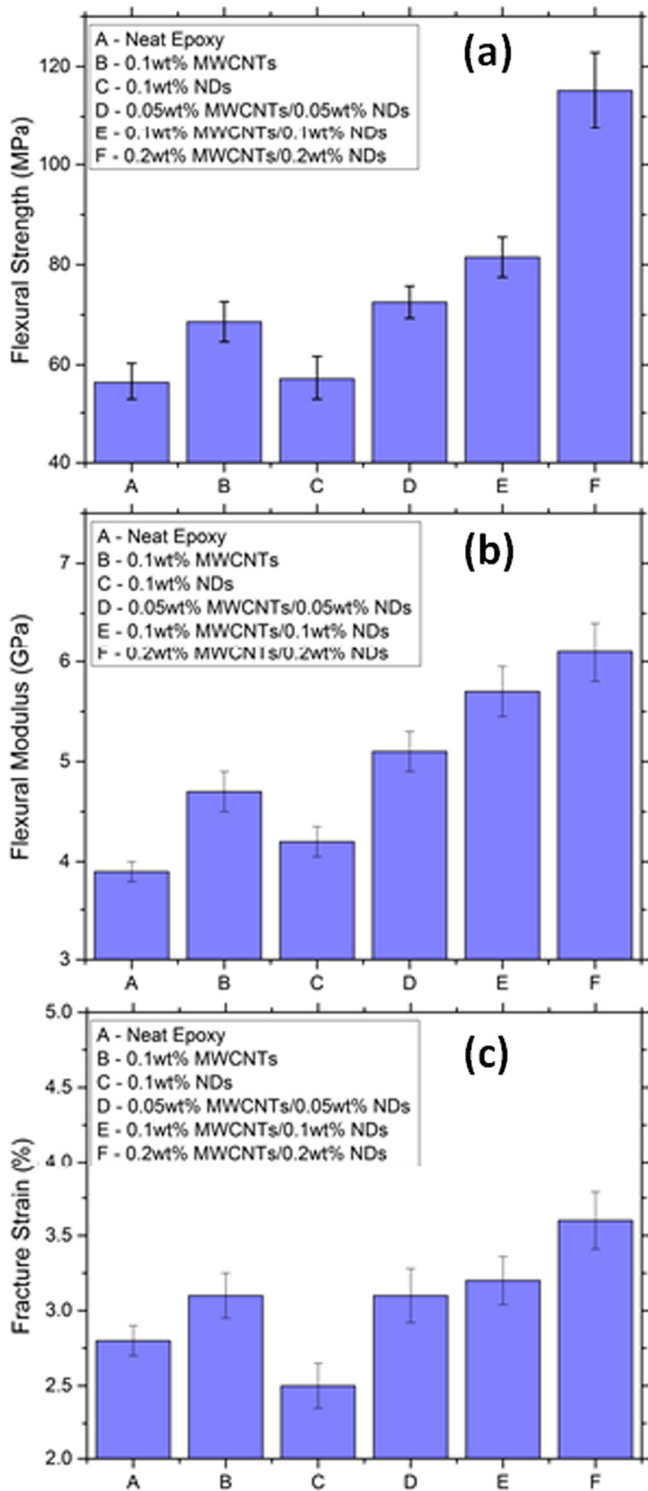 (a)
A - Neat Epoxy
B - 0.1wt% MWCNTs
C - 0.1wt% NDs
D - 0.05wt% MWCNTs/0.05wt% NDs
E - 0.1wt% MWCNTs/0.1wt% NDs
F - 0.2wt% MWCNTs/0.2wt% NDs
Flexural Strength (MPa)
120
100
80
60
40
A B C D E F
(b)
A - Neat Epoxy
B - 0.1wt% MWCNTs
C - 0.1wt% NDs
D - 0.05wt% MWCNTs/0.05wt% NDs
E - 0.1wt% MWCNTs/0.1wt% NDs
F - 0.2wt% MWCNTs/0.2wt% NDs
Flexural Modulus (GPa)
7
6
5
4
3
A B C D E F
(c)
A - Neat Epoxy
B - 0.1wt% MWCNTs
C - 0.1wt% NDs
D - 0.05wt% MWCNTs/0.05wt% NDs
E - 0.1wt% MWCNTs/0.1wt% NDs
F - 0.2wt% MWCNTs/0.2wt% NDs
Fracture Strain (%)
5.0
4.5
4.0
3.5
3.0
2.5
2.0
A B C D E F